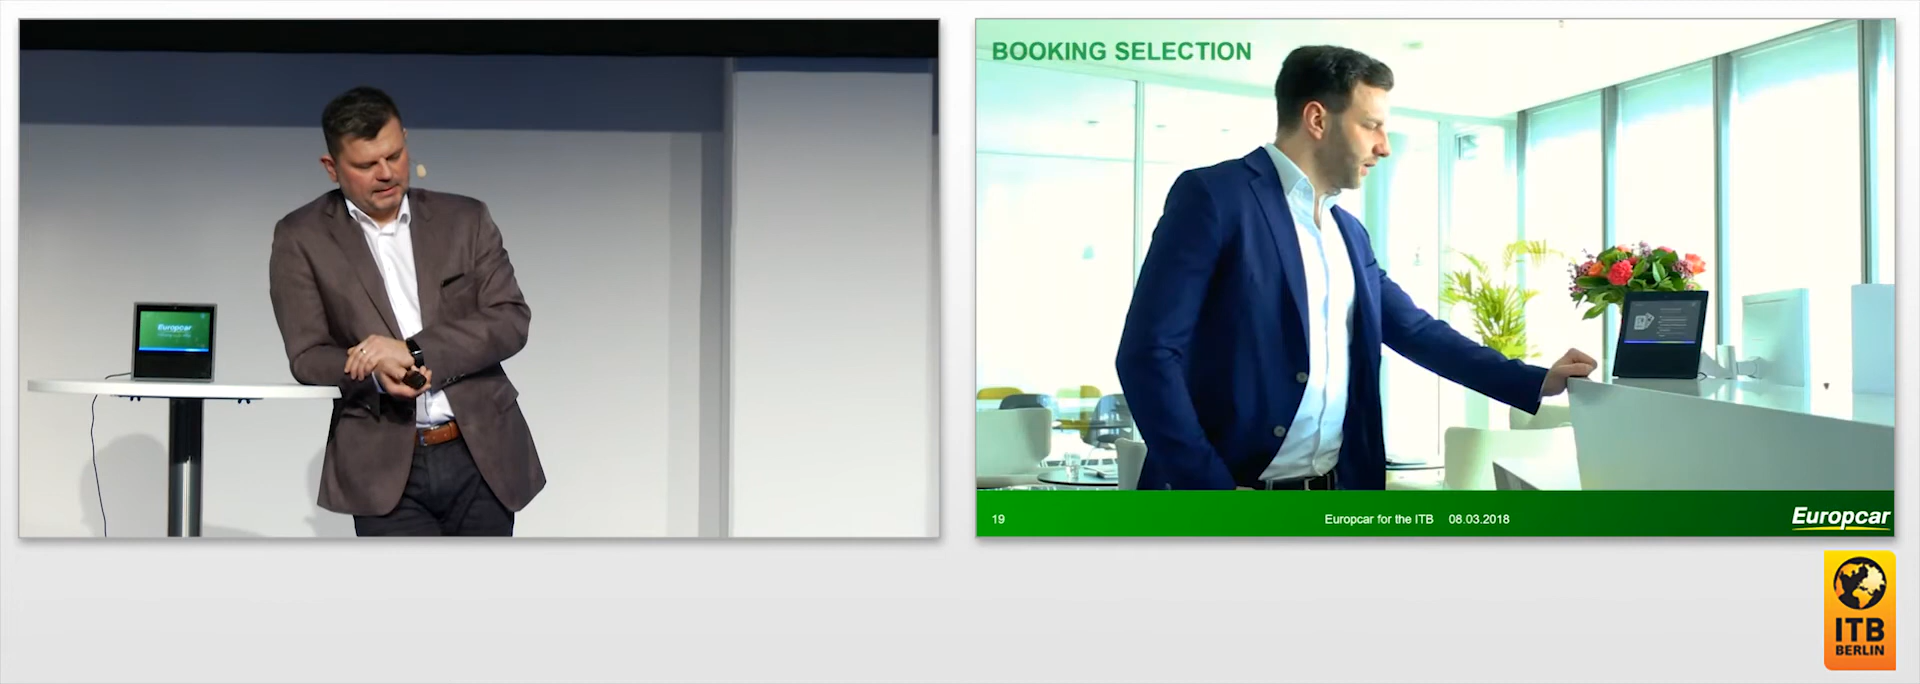 Europcar
BOOKING SELECTION
19
Europcar for the ITB
08.03.2018
Europcar
ITB
BERLIN